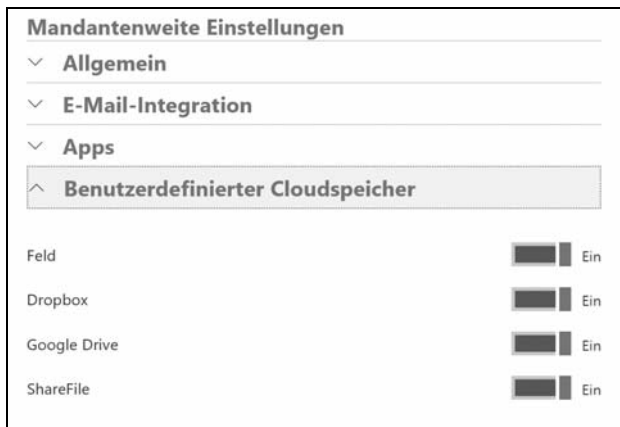 Mandantenweite Einstellungen
Allgemein
E-Mail-Integration
Apps
Benutzerdefinierter Cloudspeicher
Feld Ein
Dropbox Ein
Google Drive Ein
ShareFile Ein